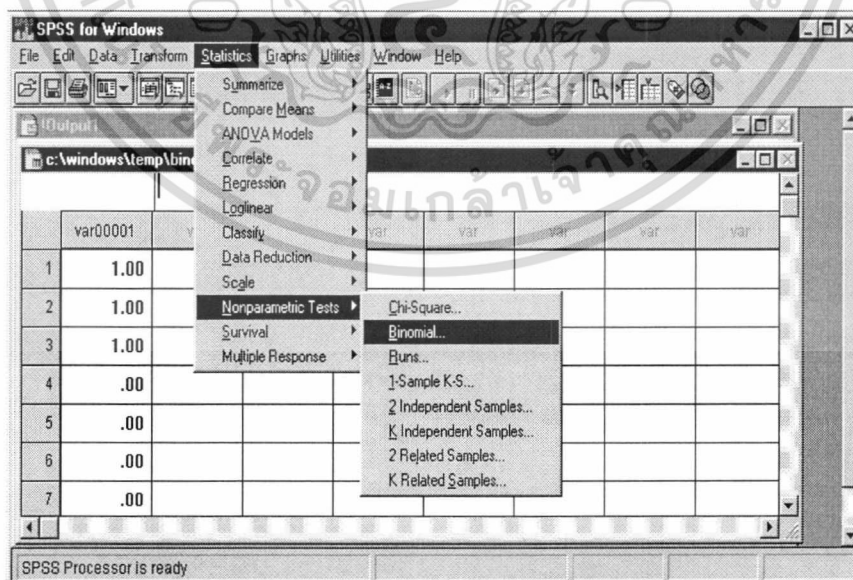 SPSS for Windows
File Edit Data Transform Statistics Graphs Utilities Window Help
!Output1
c:\windows\temp\bin
Summarize
Compare Means
ANOVA Models
Correlate
Regression
Loglinear
Classify
Data Reduction
Scale
Nonparametric Tests
Survival
Multiple Response
Chi-Square...
Binomial...
Runs...
1-Sample K-S...
2 Independent Samples...
K Independent Samples...
2 Related Samples...
K Related Samples...
var00001 var var var var var
1 1.00
2 1.00
3 1.00
4 .00
5 .00
6 .00
7 .00
SPSS Processor is ready